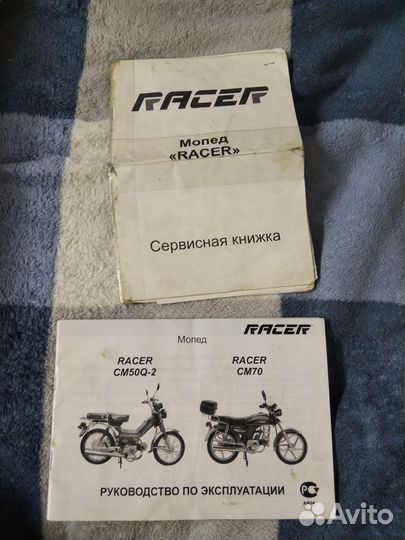 RACER
Мопед
«RACER»
Сервисная книжка
RACER
Мопед
RACER
CM50Q-2
RACER
CM70
РУКОВОДСТВО ПО ЭКСПЛУАТАЦИИ
Avito